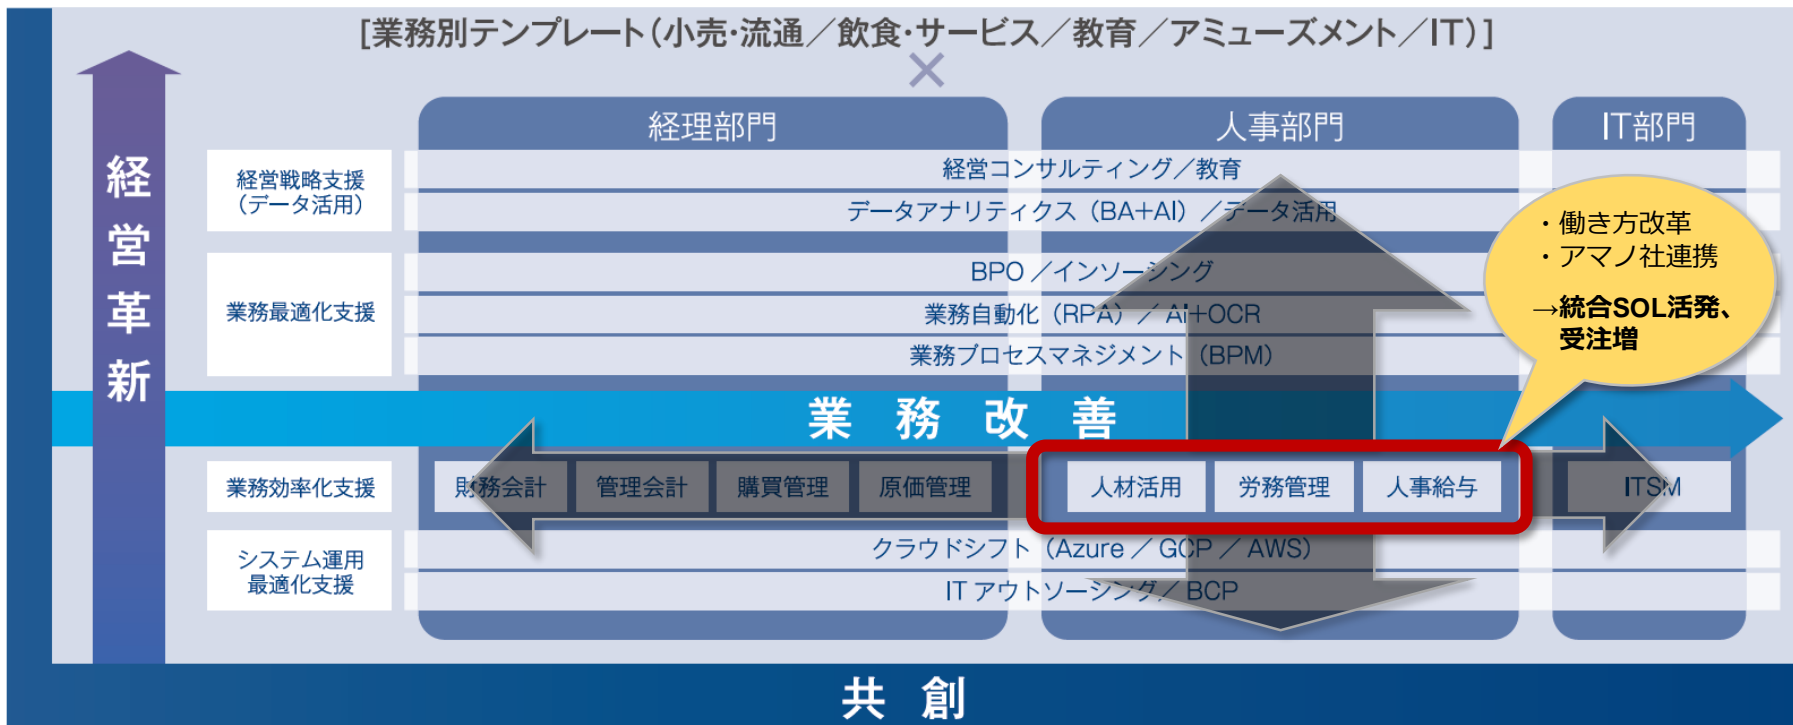 [業務別テンプレート（小売・流通／飲食・サービス／教育／アミューズメント／IT）]
×
経営革新
経理部門
人事部門
IT部門
経営戦略支援
（データ活用）
経営コンサルティング／教育
データアナリティクス（BA+AI）／データ活用
・働き方改革
・アマノ社連携
→統合SOL活発、
受注増
業務最適化支援
BPO／インソーシング
業務自動化（RPA）／ AI+OCR
業務プロセスマネジメント（BPM）
業務改善
業務効率化支援
財務会計
管理会計
購買管理
原価管理
人材活用
労務管理
人事給与
ITSM
システム運用
最適化支援
クラウドシフト（Azure ／ GCP ／ AWS）
IT アウトソーシング／ BCP
共創